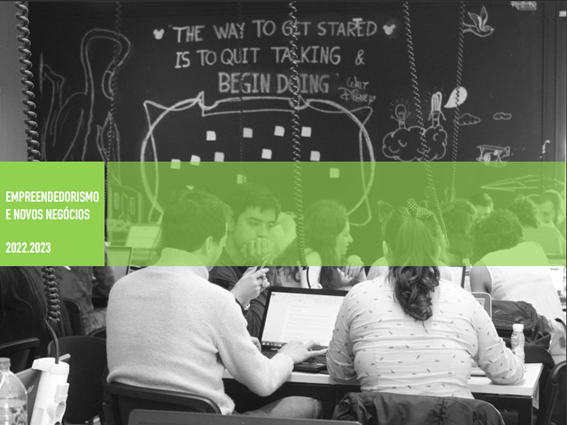 "THE WAY TO GET STARED
IS TO QUIT TALKING &
BEGIN DOING"
WALT
DISNEY
EMPREENDEDORISMO
E NOVOS NEGÓCIOS
2022.2023